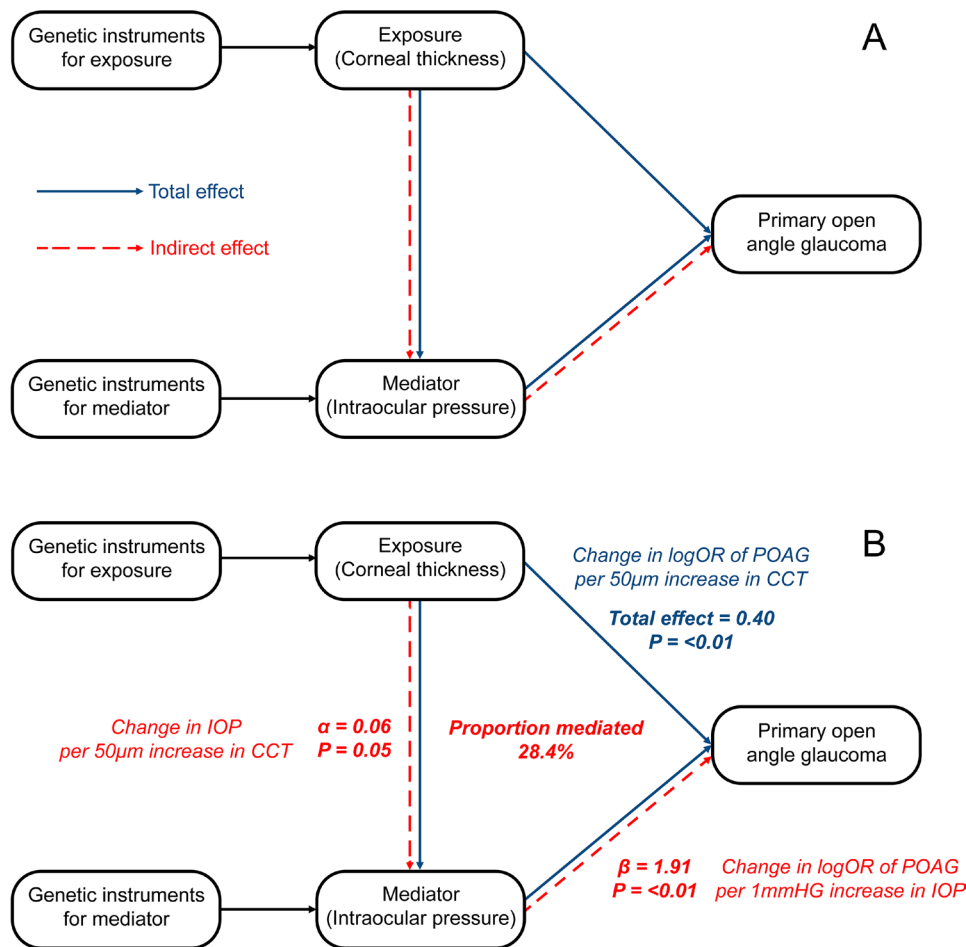 A
Genetic instruments
for exposure
Exposure
(Corneal thickness)
Total effect
Indirect effect
Primary open
angle glaucoma
Genetic instruments
for mediator
Mediator
(Intraocular pressure)
B
Genetic instruments
for exposure
Exposure
(Corneal thickness)
Change in logOR of POAG
per 50µm increase in CCT
Total effect = 0.40
P = <0.01
Change in IOP
per 50µm increase in CCT
α = 0.06
P = 0.05
Proportion mediated
28.4%
Primary open
angle glaucoma
β = 1.91
P = <0.01
Change in logOR of POAG
per 1mmHG increase in IOP
Genetic instruments
for mediator
Mediator
(Intraocular pressure)